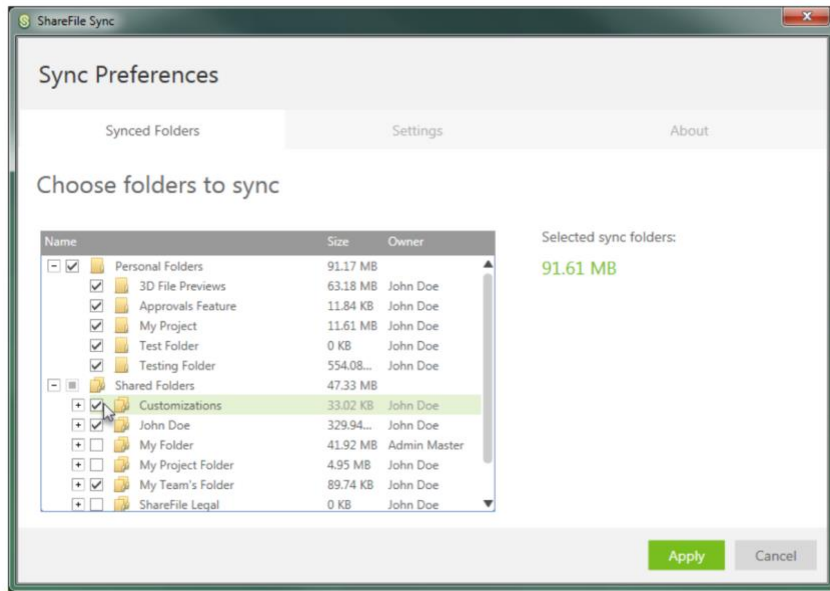 ShareFile Sync
Sync Preferences
Synced Folders Settings About
Choose folders to sync
Name Size Owner
Personal Folders 91.17 MB
3D File Previews 63.18 MB John Doe
Approvals Feature 11.84 KB John Doe
My Project 11.61 MB John Doe
Test Folder 0 KB John Doe
Testing Folder 554.08... John Doe
Shared Folders 47.33 MB
Customizations 33.02 KB John Doe
John Doe 329.94... John Doe
My Folder 41.92 MB Admin Master
My Project Folder 4.95 MB John Doe
My Team's Folder 89.74 KB John Doe
ShareFile Legal 0 KB John Doe
Selected sync folders:
91.61 MB
Apply Cancel